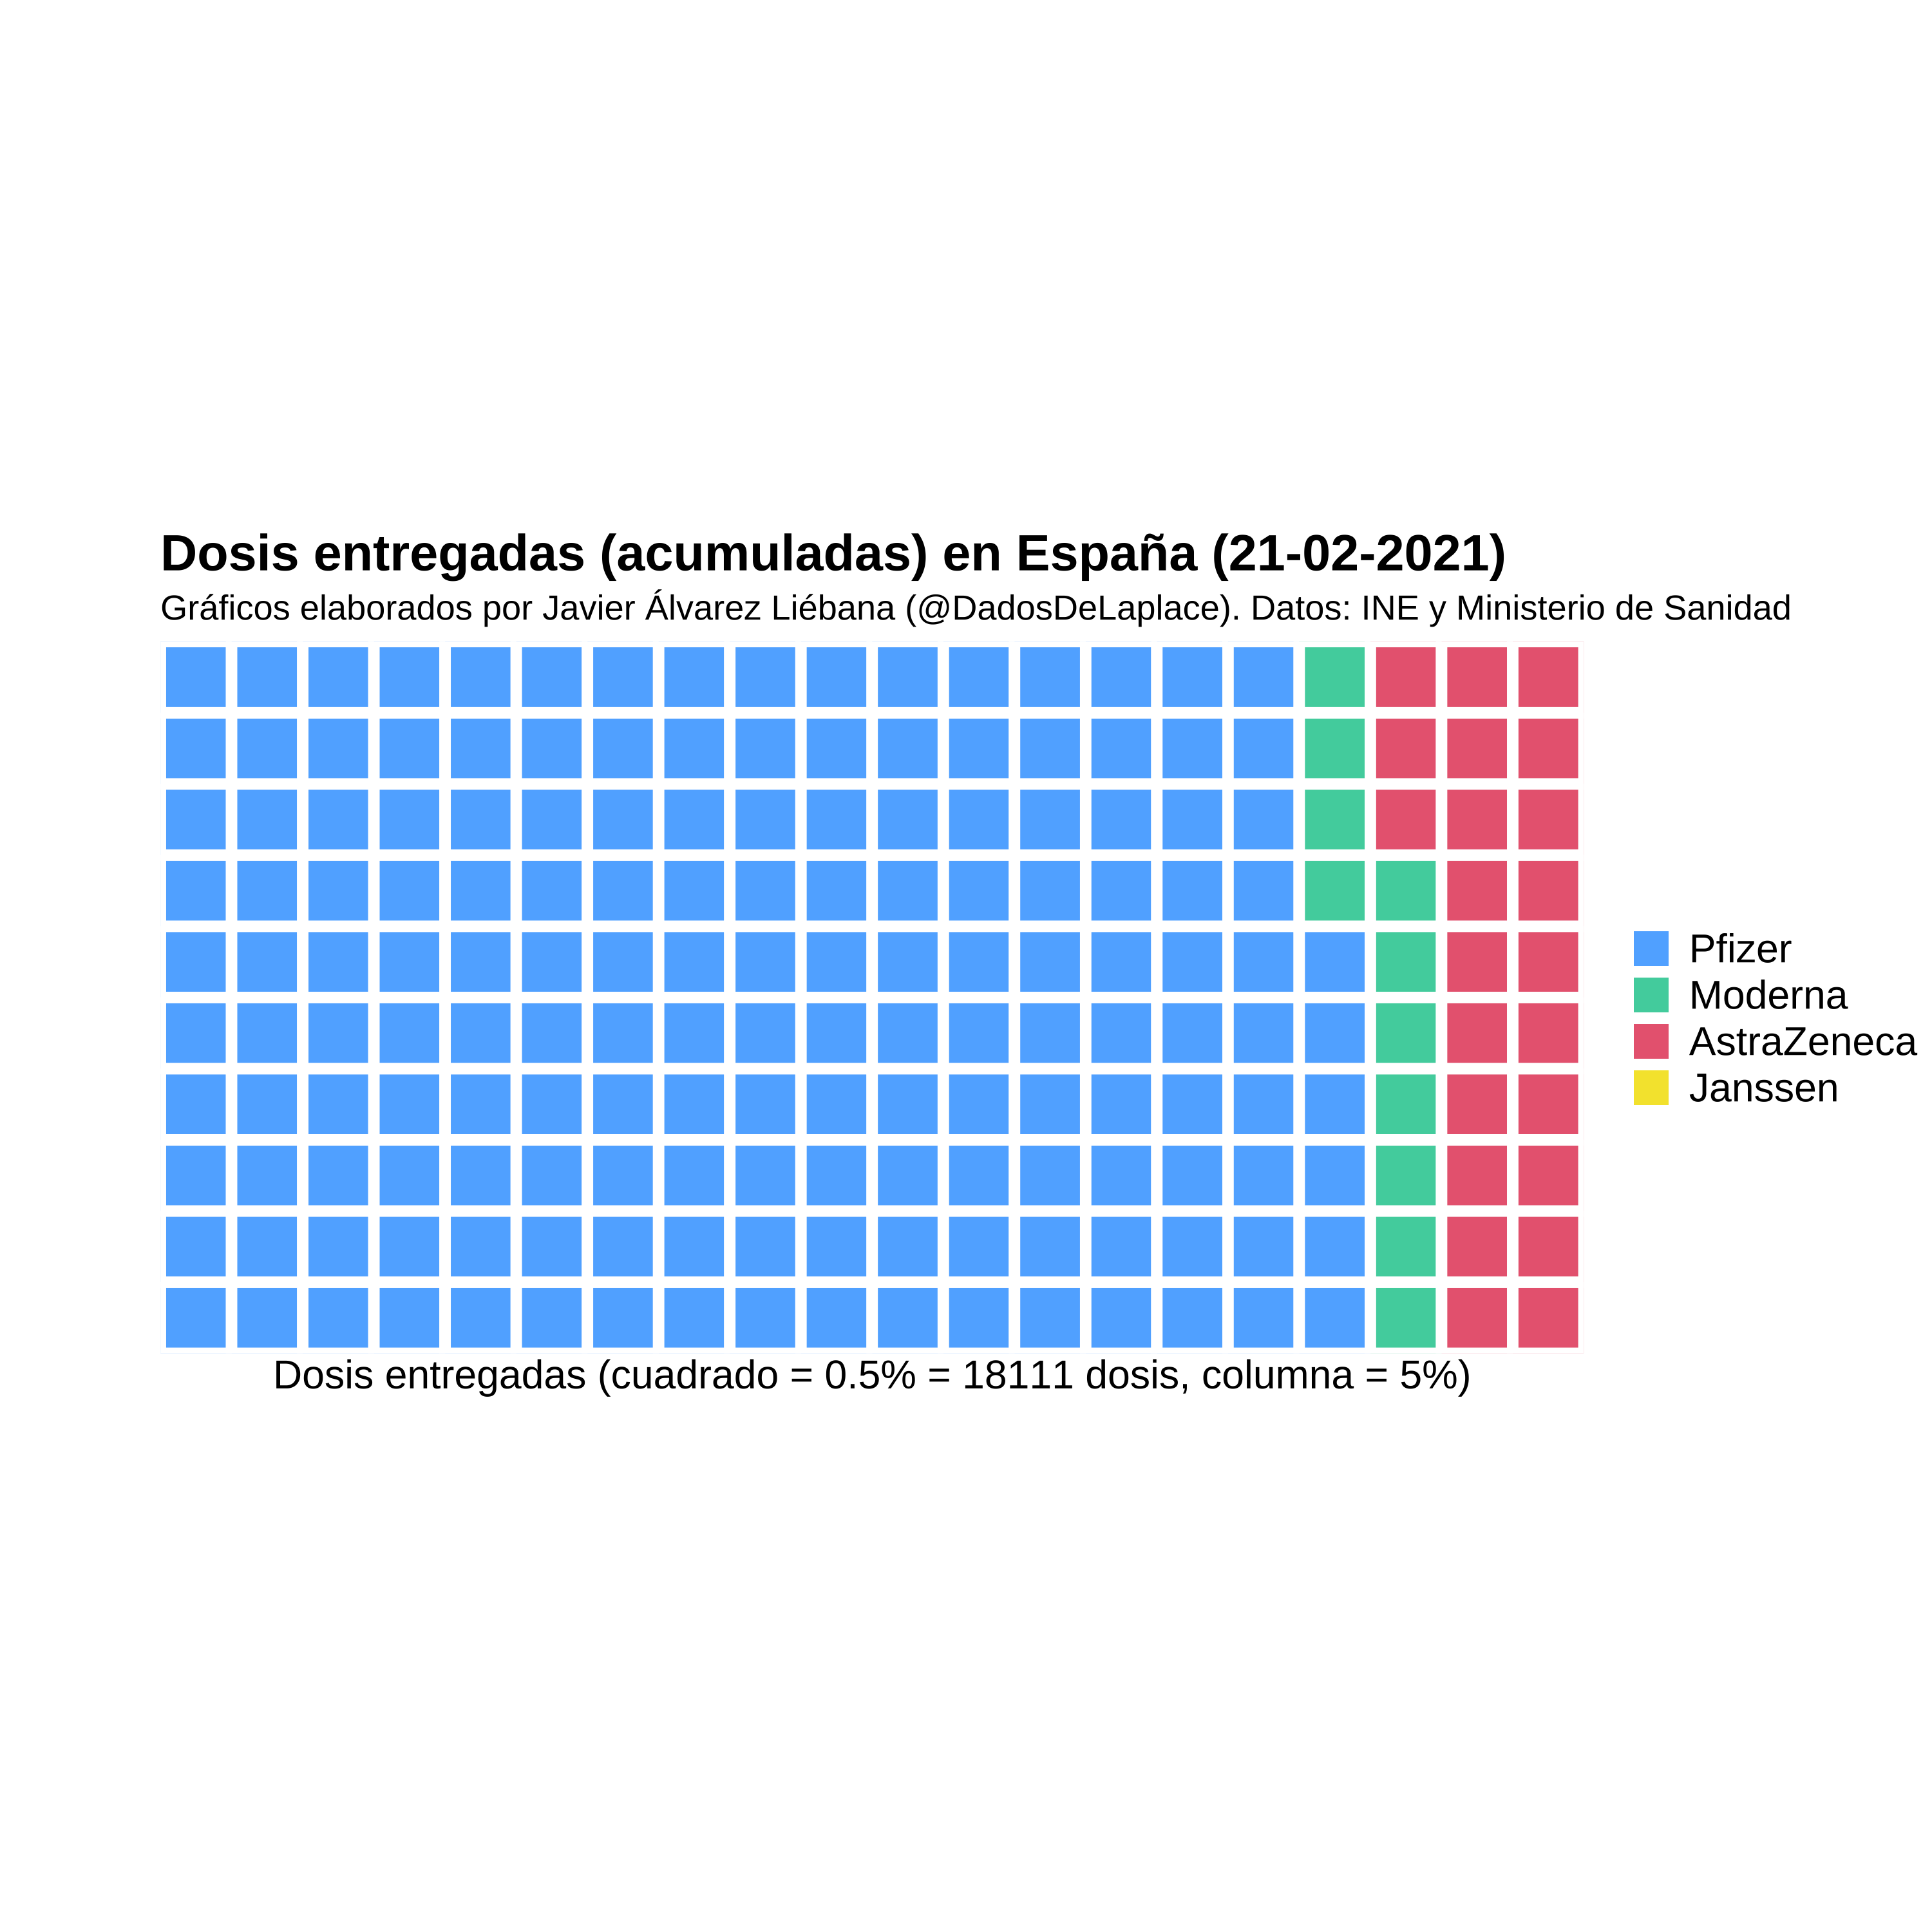 Dosis entregadas (acumuladas) en España (21-02-2021)
Gráficos elaborados por Javier Álvarez Liébana (@DadosDeLaplace). Datos: INE y Ministerio de Sanidad
Pfizer
Moderna
AstraZeneca
Janssen
Dosis entregadas (cuadrado = 0.5% = 18111 dosis, columna = 5%)